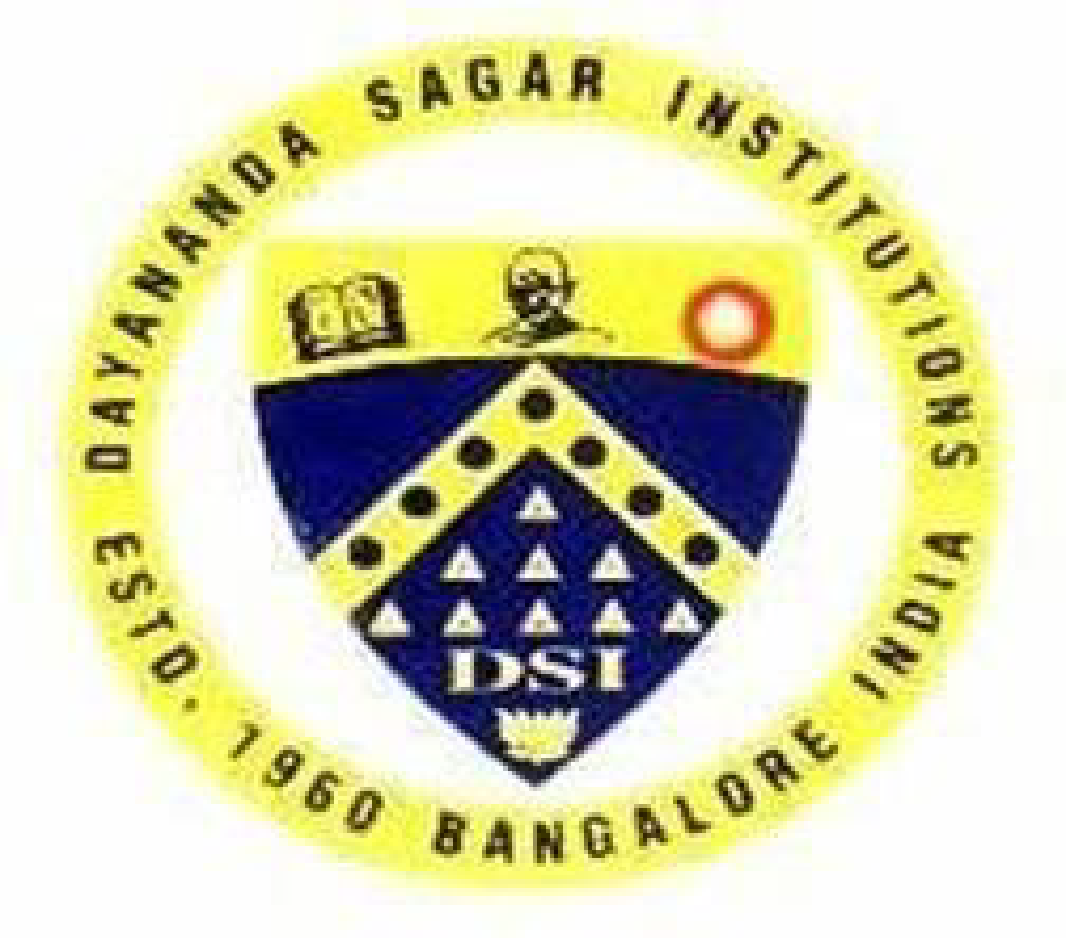 DAYANANDA SAGAR INSTITUTIONS
ESTD. 1960 BANGALORE INDIA
DSI